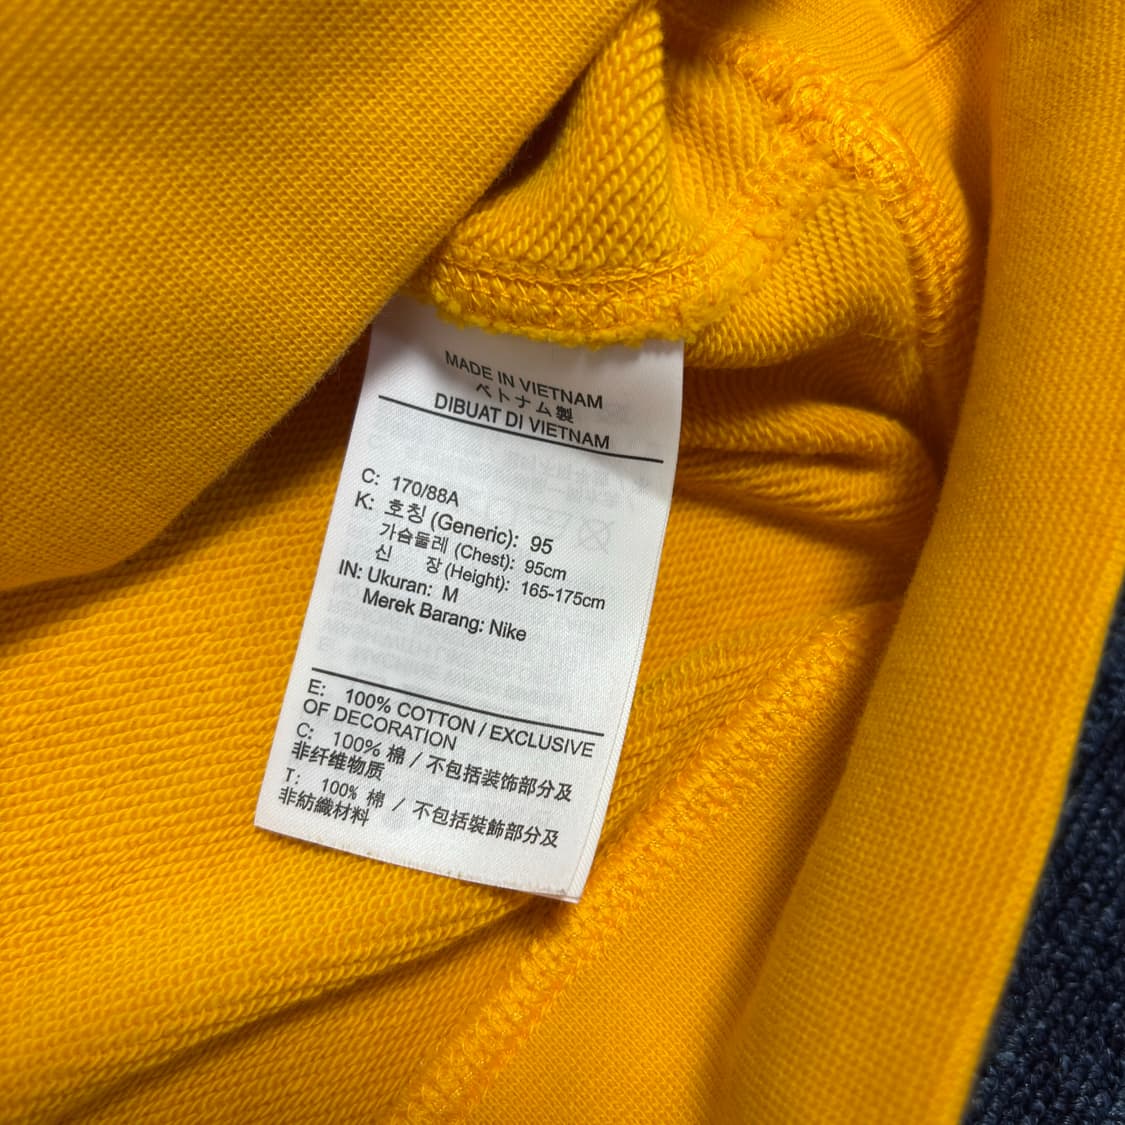 MADE IN VIETNAM
ベトナム製
DIBUAT DI VIETNAM
C: 170/88A
K: 호칭 (Generic): 95
가슴둘레 (Chest): 95cm
신 장 (Height): 165-175cm
IN: Ukuran: M
Merek Barang: Nike
E: 100% COTTON / EXCLUSIVE
OF DECORATION
C: 100% 棉 / 不包括装饰部分及
非纤维物质
T: 100% 棉 / 不包括裝飾部分及
非紡織材料